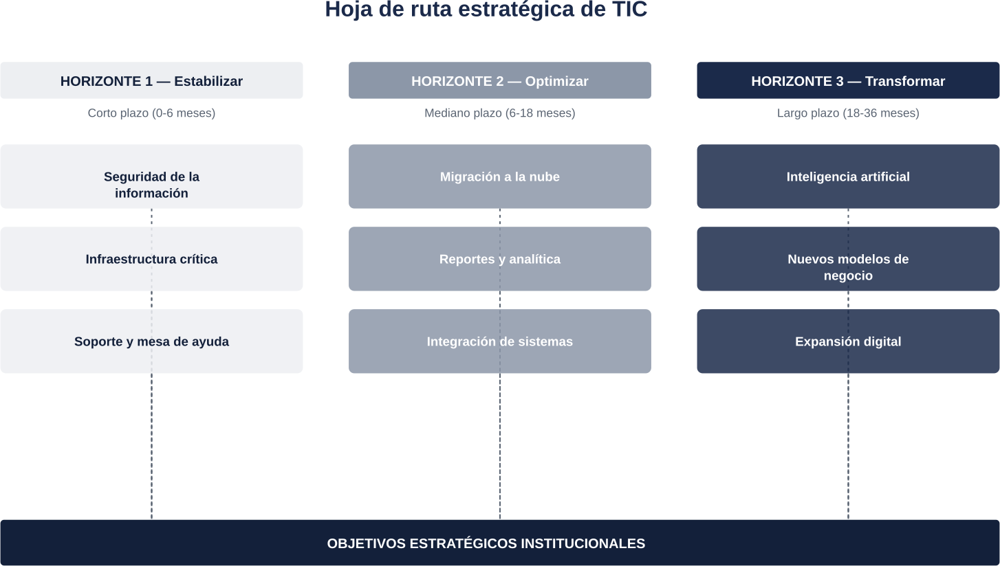 Hoja de ruta estratégica de TIC
HORIZONTE 1 — Estabilizar
Corto plazo (0-6 meses)
Seguridad de la
información
Infraestructura crítica
Soporte y mesa de ayuda
HORIZONTE 2 — Optimizar
Mediano plazo (6-18 meses)
Migración a la nube
Reportes y analítica
Integración de sistemas
HORIZONTE 3 — Transformar
Largo plazo (18-36 meses)
Inteligencia artificial
Nuevos modelos de
negocio
Expansión digital
OBJETIVOS ESTRATÉGICOS INSTITUCIONALES